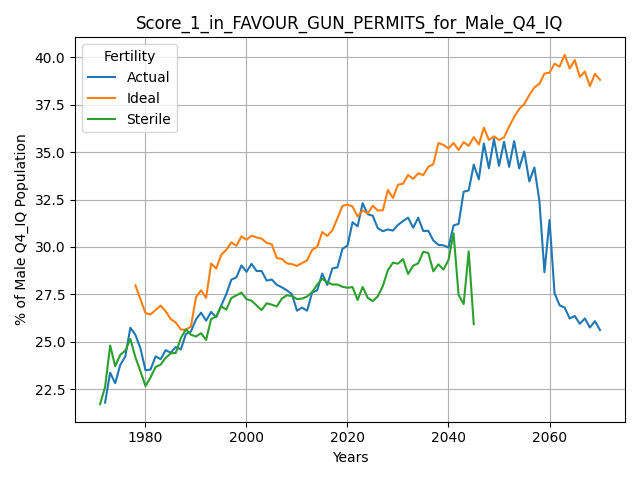 Score_1_in_FAVOUR_GUN_PERMITS_for_Male_Q4_IQ
Fertility
Actual
Ideal
Sterile
% of Male Q4_IQ Population
40.0
37.5
35.0
32.5
30.0
27.5
25.0
22.5
1980 2000 2020 2040 2060
Years